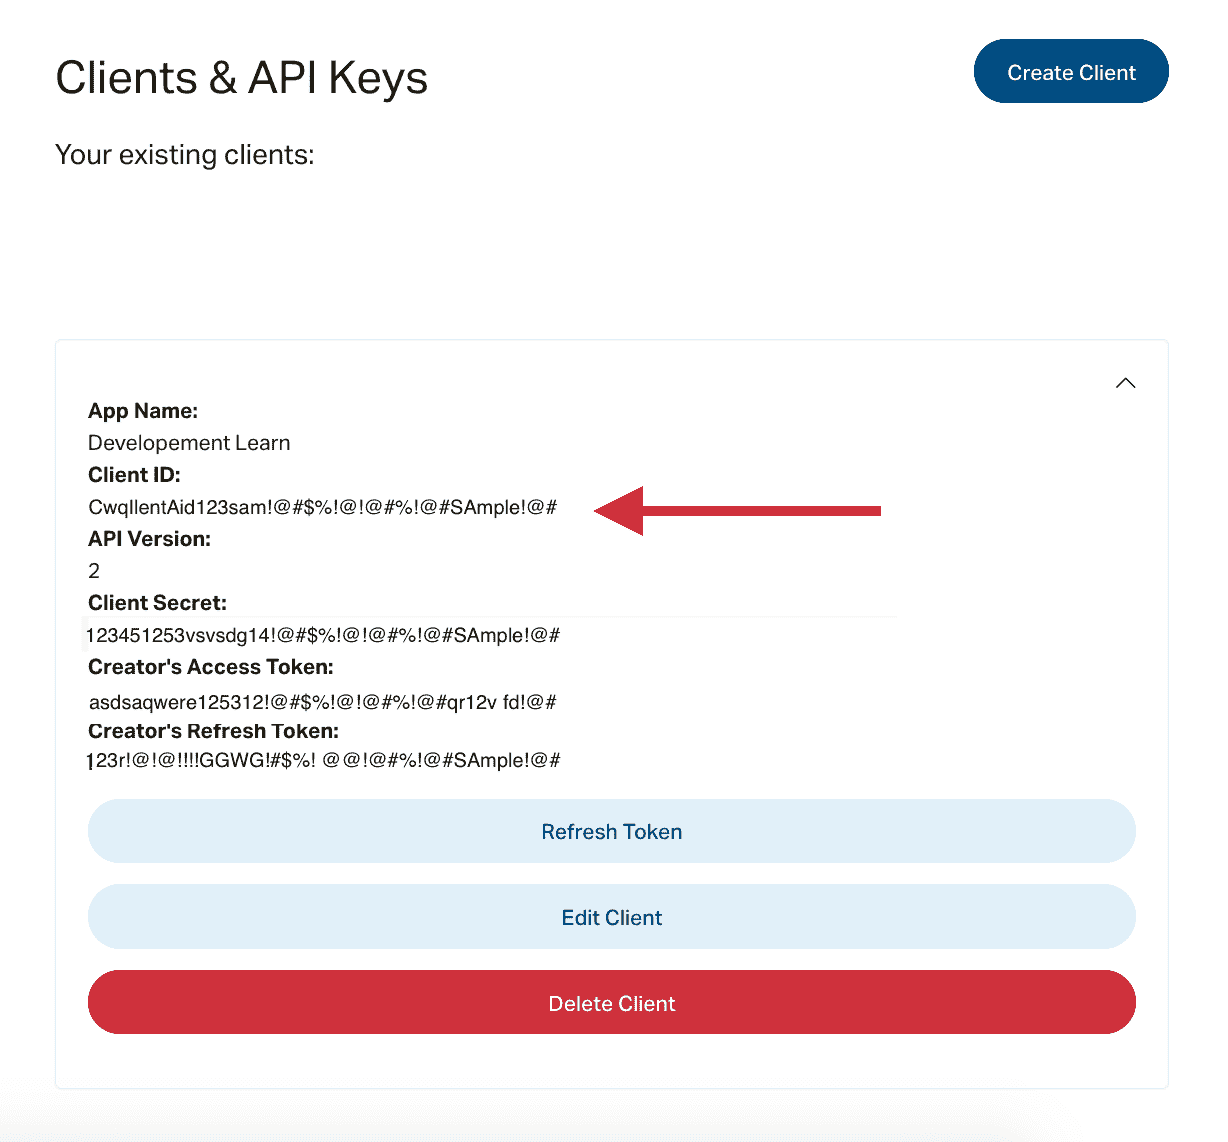 Clients & API Keys
Create Client
Your existing clients:
App Name:
Developement Learn
Client ID:
CwqllentAid123sam!@#$%!@!@#%!@#SAmple!@#
API Version:
2
Client Secret:
123451253vsvsdg14!@#$%!@!@#%!@#SAmple!@#
Creator's Access Token:
asdsaqwere125312!@#$%!@!@#%!@#qr12v fd!@#
Creator's Refresh Token:
123r!@!@!!!!GGWG!#$%! @@!@#%!@#SAmple!@#
Refresh Token
Edit Client
Delete Client